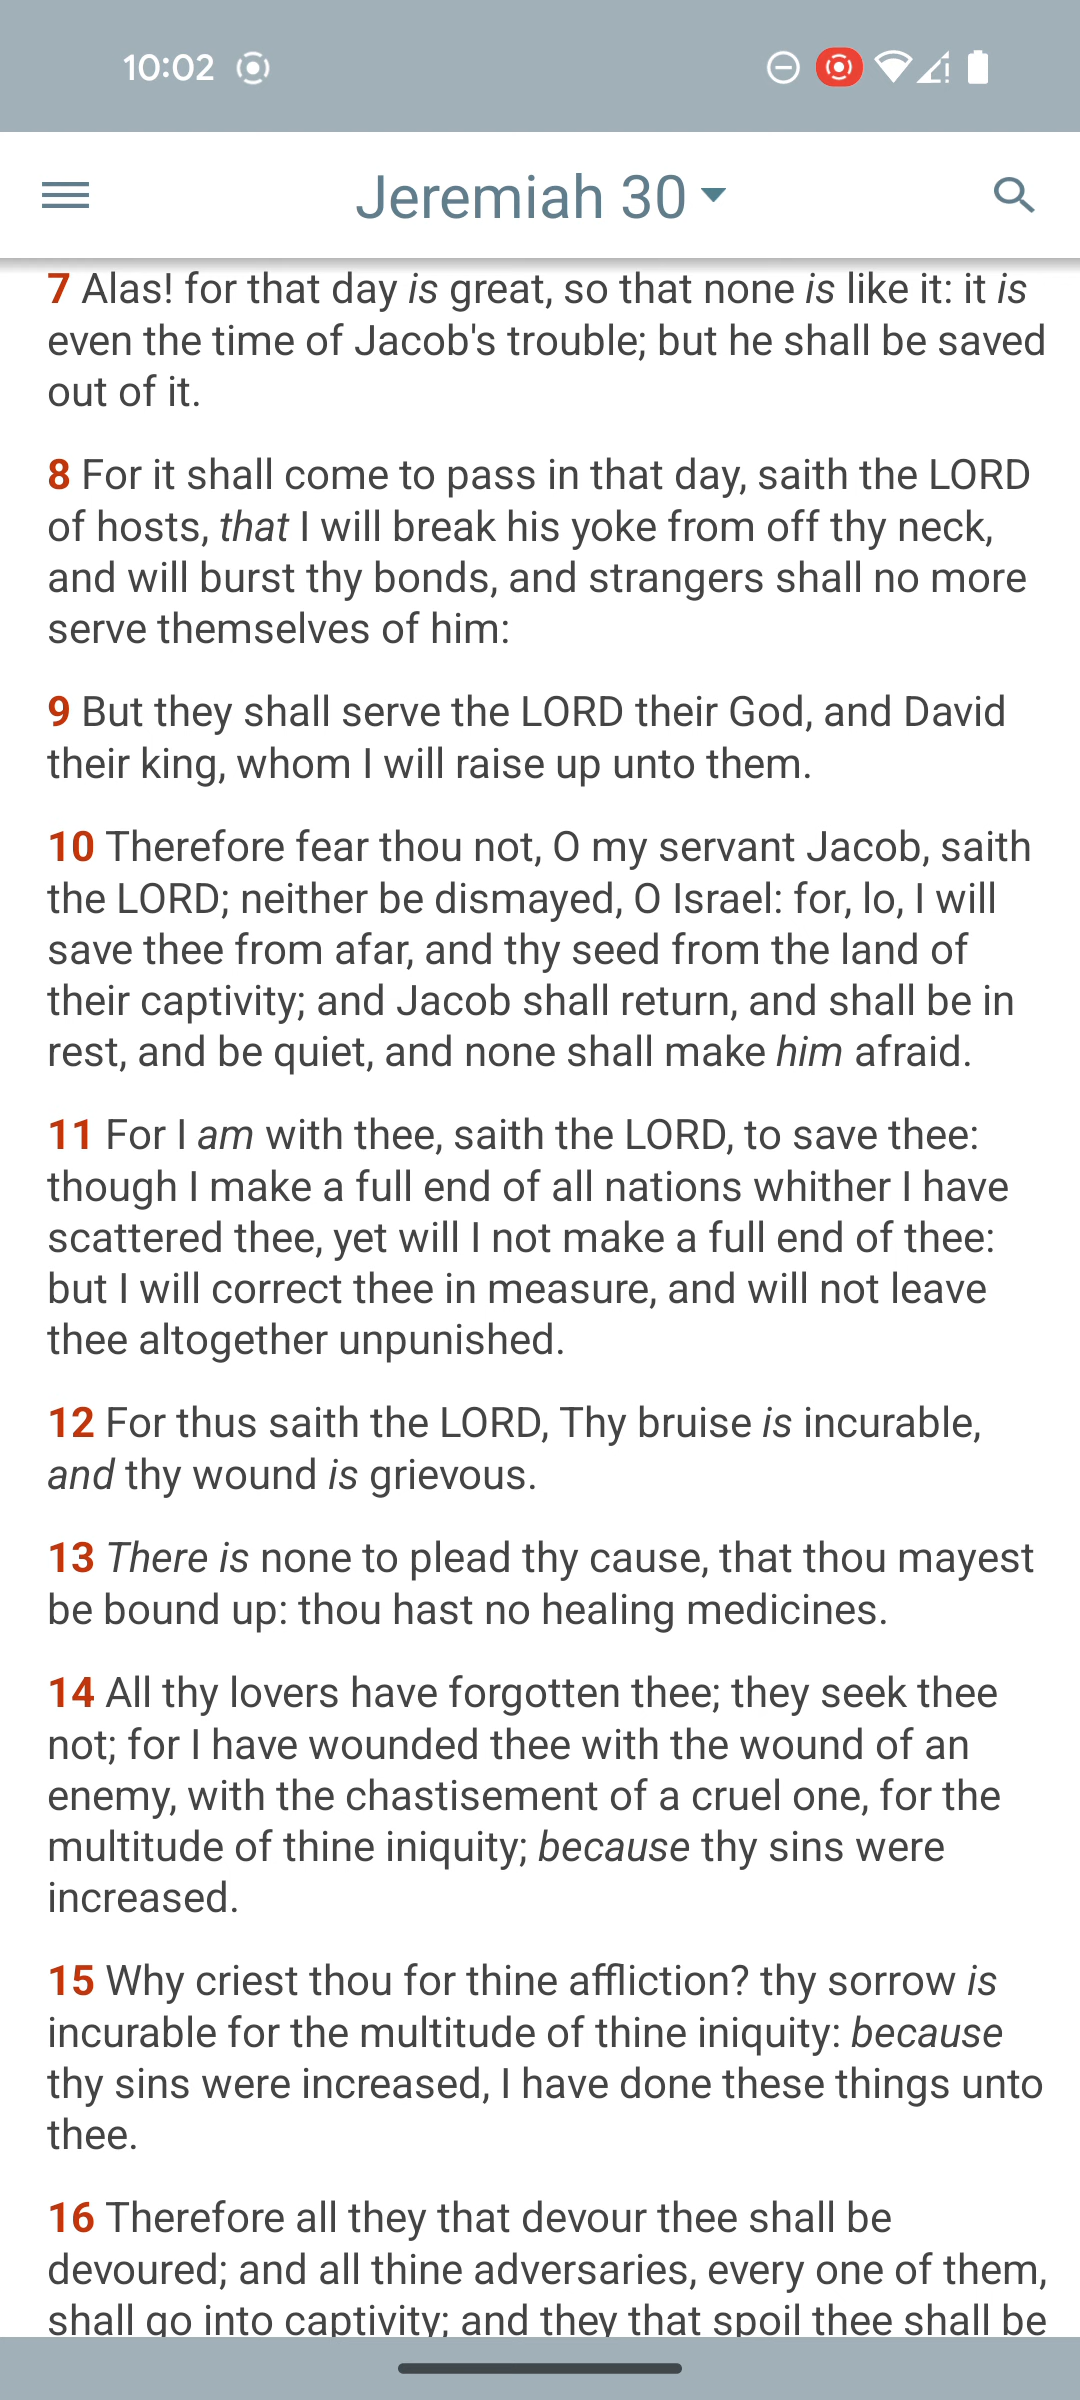 10:02
Jeremiah 30
7 Alas! for that day is great, so that none is like it: it is
even the time of Jacob's trouble; but he shall be saved
out of it.
8 For it shall come to pass in that day, saith the LORD
of hosts, that I will break his yoke from off thy neck,
and will burst thy bonds, and strangers shall no more
serve themselves of him:
9 But they shall serve the LORD their God, and David
their king, whom I will raise up unto them.
10 Therefore fear thou not, O my servant Jacob, saith
the LORD; neither be dismayed, O Israel: for, lo, I will
save thee from afar, and thy seed from the land of
their captivity; and Jacob shall return, and shall be in
rest, and be quiet, and none shall make him afraid.
11 For I am with thee, saith the LORD, to save thee:
though I make a full end of all nations whither I have
scattered thee, yet will I not make a full end of thee:
but I will correct thee in measure, and will not leave
thee altogether unpunished.
12 For thus saith the LORD, Thy bruise is incurable,
and thy wound is grievous.
13 There is none to plead thy cause, that thou mayest
be bound up: thou hast no healing medicines.
14 All thy lovers have forgotten thee; they seek thee
not; for I have wounded thee with the wound of an
enemy, with the chastisement of a cruel one, for the
multitude of thine iniquity; because thy sins were
increased.
15 Why criest thou for thine affliction? thy sorrow is
incurable for the multitude of thine iniquity: because
thy sins were increased, I have done these things unto
thee.
16 Therefore all they that devour thee shall be
devoured; and all thine adversaries, every one of them,
shall go into captivity; and they that spoil thee shall be